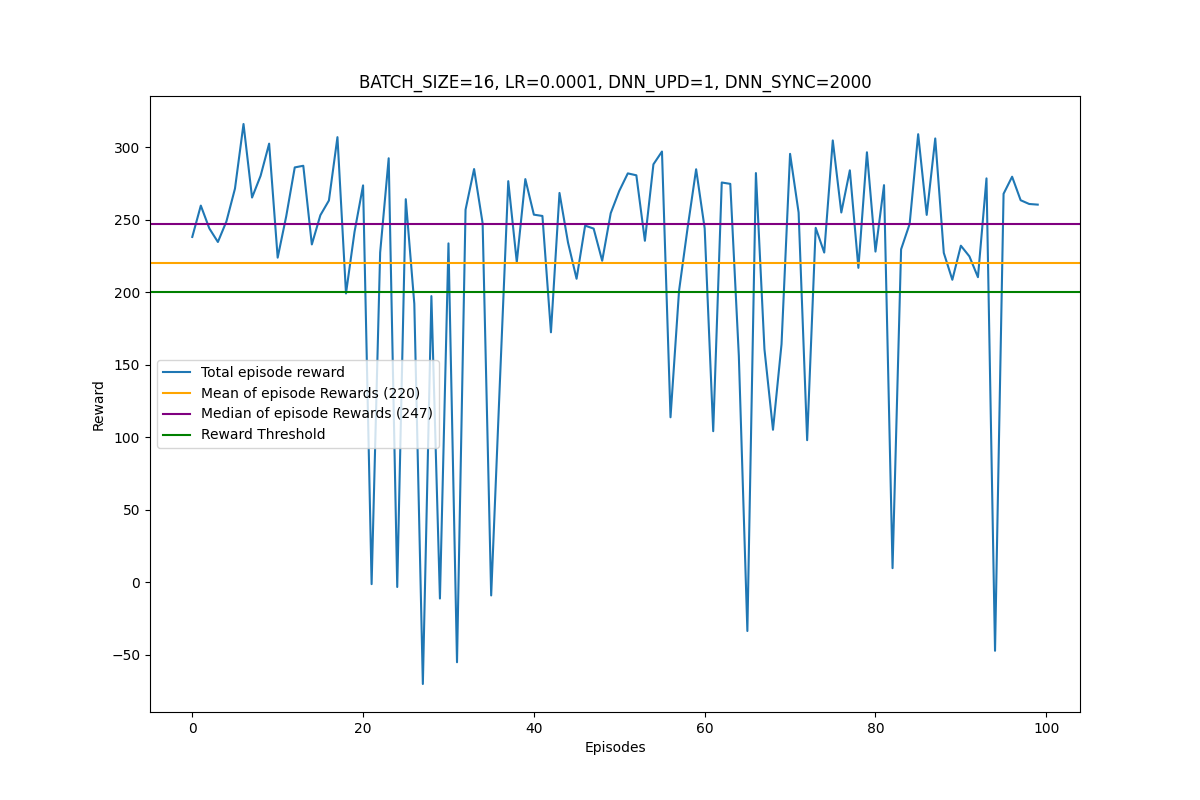 BATCH_SIZE=16, LR=0.0001, DNN_UPD=1, DNN_SYNC=2000
300
250
200
150
100
50
0
−50
Reward
Total episode reward
Mean of episode Rewards (220)
Median of episode Rewards (247)
Reward Threshold
0 20 40 60 80 100
Episodes